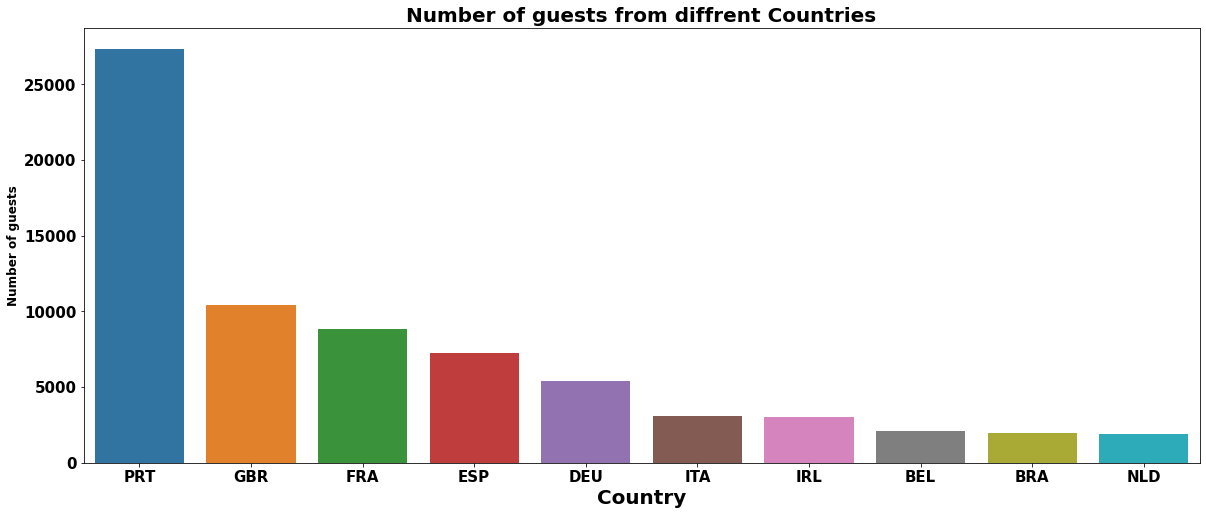 Number of guests from diffrent Countries
Number of guests
25000
20000
15000
10000
5000
0
PRT GBR FRA ESP DEU ITA IRL BEL BRA NLD
Country